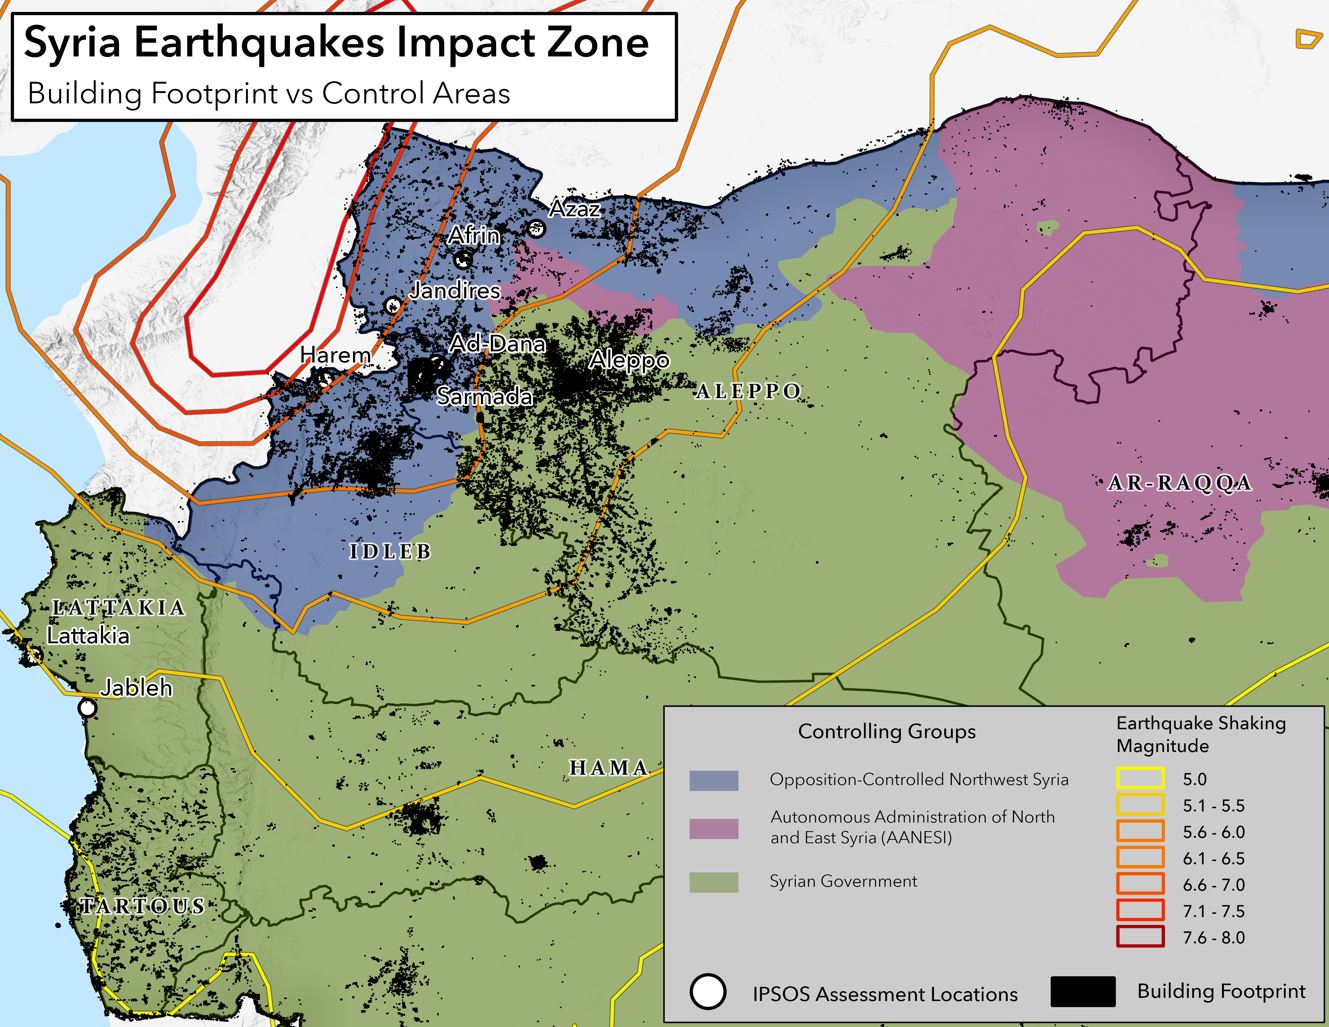 Syria Earthquakes Impact Zone
Building Footprint vs Control Areas
Azaz
Afrin
Jandires
Harem
Ad-Dana
Aleppo
Sarmada
ALEPPO
AR-RAQQA
IDLEB
LATTAKIA
Lattakia
Jableh
HAMA
TARTOUS
Controlling Groups
Opposition-Controlled Northwest Syria
Autonomous Administration of North
and East Syria (AANESI)
Syrian Government
Earthquake Shaking
Magnitude
5.0
5.1 - 5.5
5.6 - 6.0
6.1 - 6.5
6.6 - 7.0
7.1 - 7.5
7.6 - 8.0
IPSOS Assessment Locations
Building Footprint